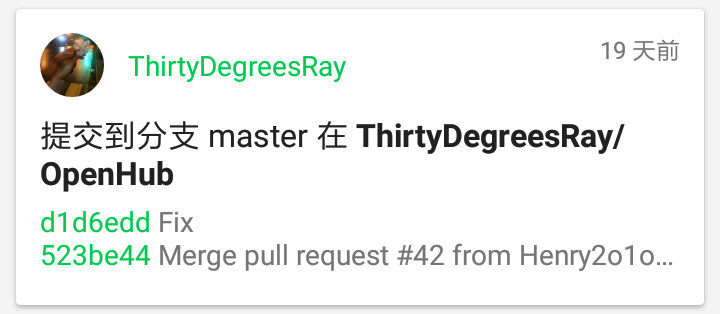 ThirtyDegreesRay
19 天前
提交到分支 master 在 ThirtyDegreesRay/
OpenHub
d1d6edd Fix
523be44 Merge pull request #42 from Henry2o1o...